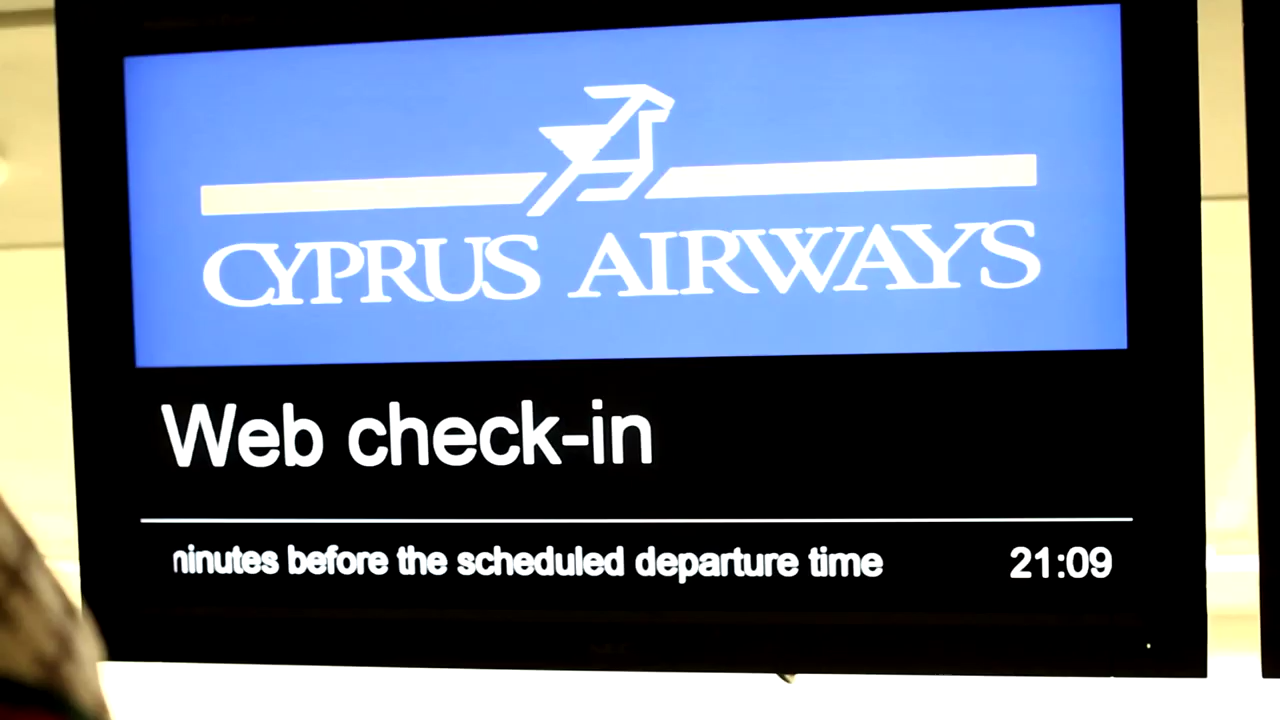 CYPRUS AIRWAYS
Web check-in
minutes before the scheduled departure time 21:09